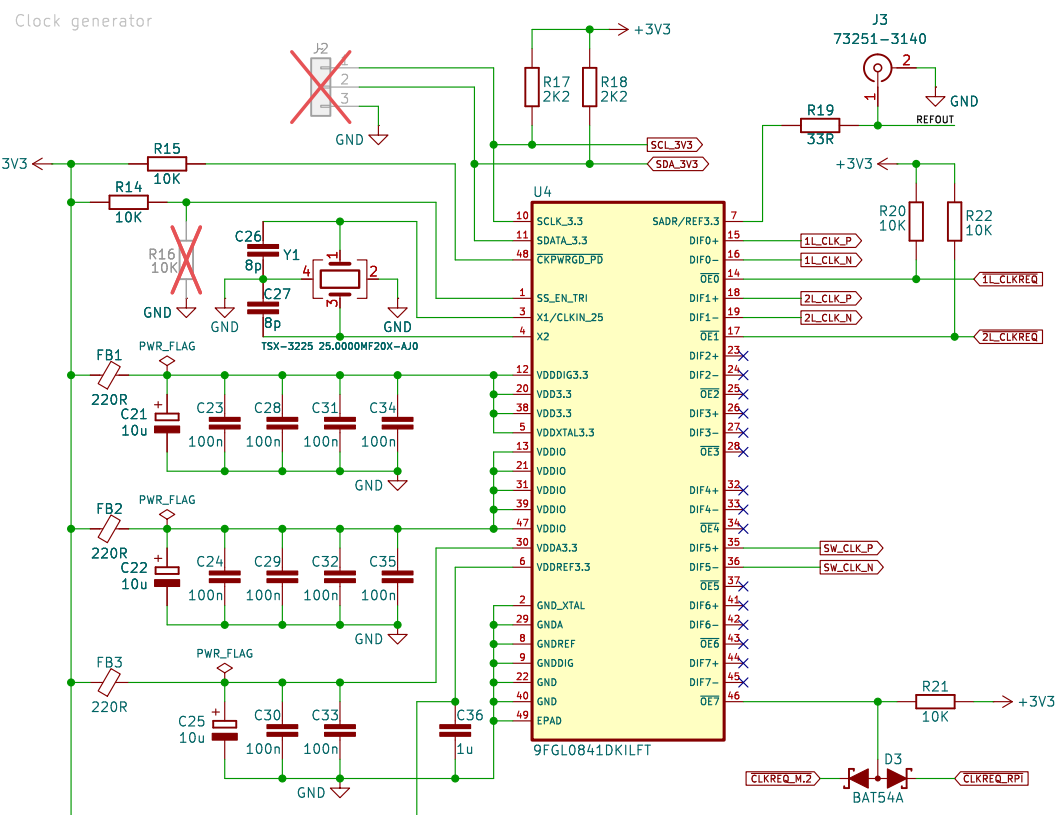 Clock generator
J2
1
2
3
GND
R17
2K2
R18
2K2
+3V3
J3
73251-3140
2
1
GND
R19
33R
REFOUT
SCL_3V3
SDA_3V3
3V3
R15
10K
R14
10K
R16
10K
GND
C26
8p
C27
8p
GND
Y1
1
2
3
4
GND
TSX-3225 25.0000MF20X-AJ0
+3V3
R20
10K
R22
10K
1L_CLKREQ
2L_CLKREQ
U4
10 SCLK_3.3
11 SDATA_3.3
48 CKPWRGD_PD
1 SS_EN_TRI
3 X1/CLKIN_25
4 X2
12 VDDDIG3.3
20 VDD3.3
38 VDD3.3
5 VDDXTAL3.3
13 VDDIO
21 VDDIO
31 VDDIO
39 VDDIO
47 VDDIO
30 VDDA3.3
6 VDDREF3.3
2 GND_XTAL
29 GNDA
8 GNDREF
9 GNDDIG
22 GND
40 GND
49 EPAD
SADR/REF3.3 7
DIF0+ 15 1L_CLK_P
DIF0- 16 1L_CLK_N
OE0 14
DIF1+ 18 2L_CLK_P
DIF1- 19 2L_CLK_N
OE1 17
DIF2+ 23
DIF2- 24
OE2 25
DIF3+ 26
DIF3- 27
OE3 28
DIF4+ 32
DIF4- 33
OE4 34
DIF5+ 35 SW_CLK_P
DIF5- 36 SW_CLK_N
OE5 37
DIF6+ 41
DIF6- 42
OE6 43
DIF7+ 44
DIF7- 45
OE7 46
9FGL0841DKILFT
FB1
220R
PWR_FLAG
C21
10u
C23
100n
C28
100n
C31
100n
C34
100n
GND
FB2
220R
PWR_FLAG
C22
10u
C24
100n
C29
100n
C32
100n
C35
100n
GND
FB3
220R
PWR_FLAG
C25
10u
C30
100n
C33
100n
C36
1u
GND
R21
10K
+3V3
D3
BAT54A
CLKREQ_M.2
CLKREQ_RPI